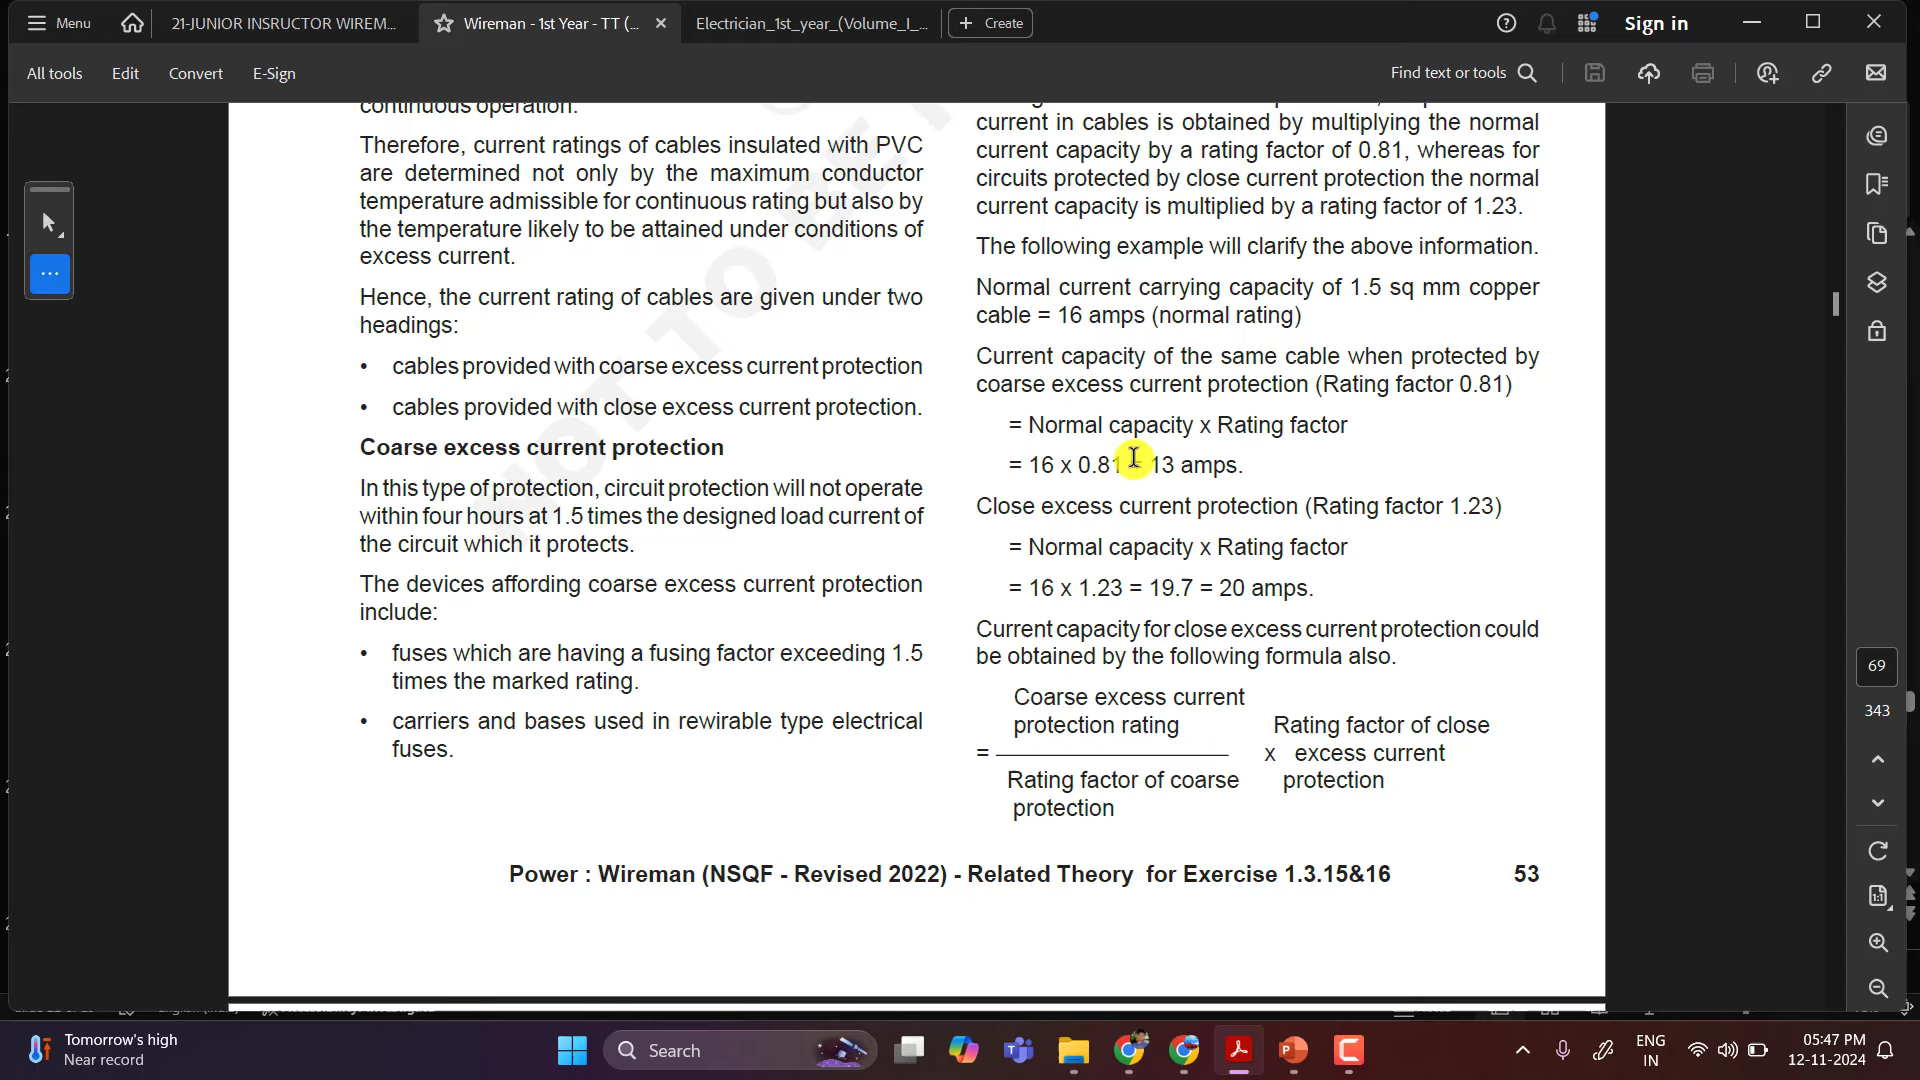 Menu
21-JUNIOR INSRUCTOR WIREM...
Wireman - 1st Year - TT (...
Electrician_1st_year_(Volume_I_...
Create
Sign in
All tools
Edit
Convert
E-Sign
Find text or tools
continuous operation.
Therefore, current ratings of cables insulated with PVC
are determined not only by the maximum conductor
temperature admissible for continuous rating but also by
the temperature likely to be attained under conditions of
excess current.
Hence, the current rating of cables are given under two
headings:
• cables provided with coarse excess current protection
• cables provided with close excess current protection.
Coarse excess current protection
In this type of protection, circuit protection will not operate
within four hours at 1.5 times the designed load current of
the circuit which it protects.
The devices affording coarse excess current protection
include:
• fuses which are having a fusing factor exceeding 1.5
times the marked rating.
• carriers and bases used in rewirable type electrical
fuses.
current in cables is obtained by multiplying the normal
current capacity by a rating factor of 0.81, whereas for
circuits protected by close current protection the normal
current capacity is multiplied by a rating factor of 1.23.
The following example will clarify the above information.
Normal current carrying capacity of 1.5 sq mm copper
cable = 16 amps (normal rating)
Current capacity of the same cable when protected by
coarse excess current protection (Rating factor 0.81)
= Normal capacity x Rating factor
= 16 x 0.81 = 13 amps.
Close excess current protection (Rating factor 1.23)
= Normal capacity x Rating factor
= 16 x 1.23 = 19.7 = 20 amps.
Current capacity for close excess current protection could
be obtained by the following formula also.
Coarse excess current
protection rating
= Rating factor of coarse
protection
x Rating factor of close
excess current
protection
Power : Wireman (NSQF - Revised 2022) - Related Theory for Exercise 1.3.15&16 53
NOT TO BE
69
343
Tomorrow's high
Near record
Search
ENG
IN
05:47 PM
12-11-2024